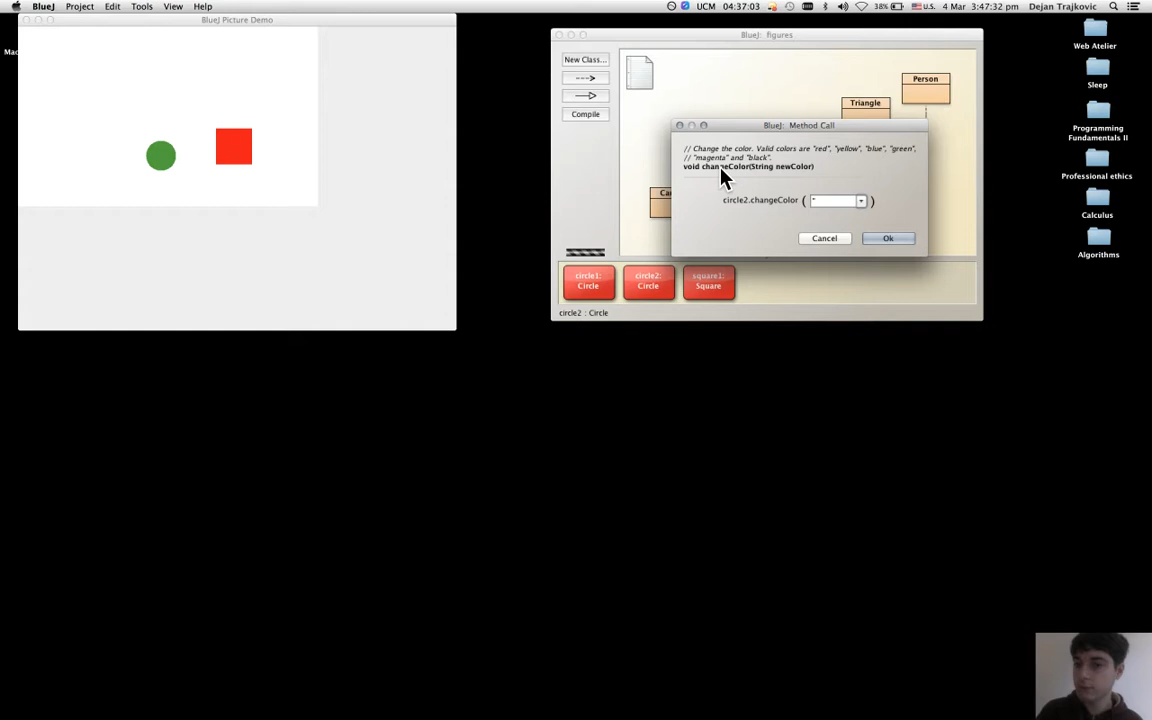 BlueJ Project Edit Tools View Help
UCM 04:37:03 38% U.S. 4 Mar 3:47:32 pm Dejan Trajkovic
BlueJ Picture Demo
Mac
BlueJ: figures
New Class...
Compile
Person
Triangle
BlueJ: Method Call
// Change the color. Valid colors are "red", "yellow", "blue", "green",
// "magenta" and "black".
void changeColor(String newColor)
circle2.changeColor ( " )
Cancel Ok
circle1:
Circle
circle2:
Circle
square1:
Square
circle2 : Circle
Web Atelier
Sleep
Programming
Fundamentals II
Professional ethics
Calculus
Algorithms